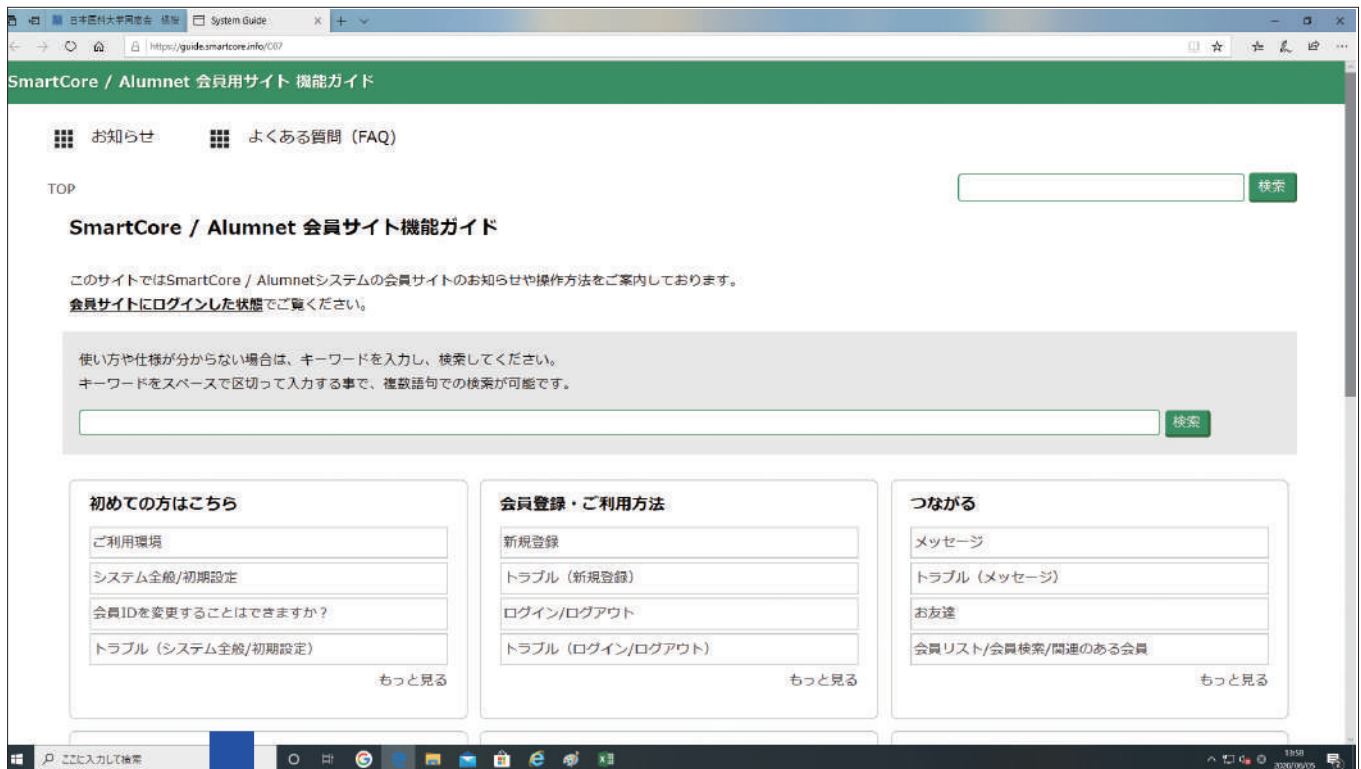 日本医科大学同窓会
System Guide
https://guide.smartcore.info/C07
SmartCore / Alumnet 会員用サイト 機能ガイド
お知らせ
よくある質問（FAQ）
TOP
検索
SmartCore / Alumnet 会員サイト機能ガイド
このサイトではSmartCore / Alumnetシステムの会員サイトのお知らせや操作方法をご案内しております。
会員サイトにログインした状態でご覧ください。
使い方や仕様が分からない場合は、キーワードを入力し、検索してください。
キーワードをスペースで区切って入力する事で、複数語句での検索が可能です。
検索
初めての方はこちら
ご利用環境
システム全般/初期設定
会員IDを変更することはできますか？
トラブル（システム全般/初期設定）
もっと見る
会員登録・ご利用方法
新規登録
トラブル（新規登録）
ログイン/ログアウト
トラブル（ログイン/ログアウト）
もっと見る
つながる
メッセージ
トラブル（メッセージ）
お友達
会員リスト/会員検索/関連のある会員
もっと見る
ここに入力して検索
13:50
2020/06/05